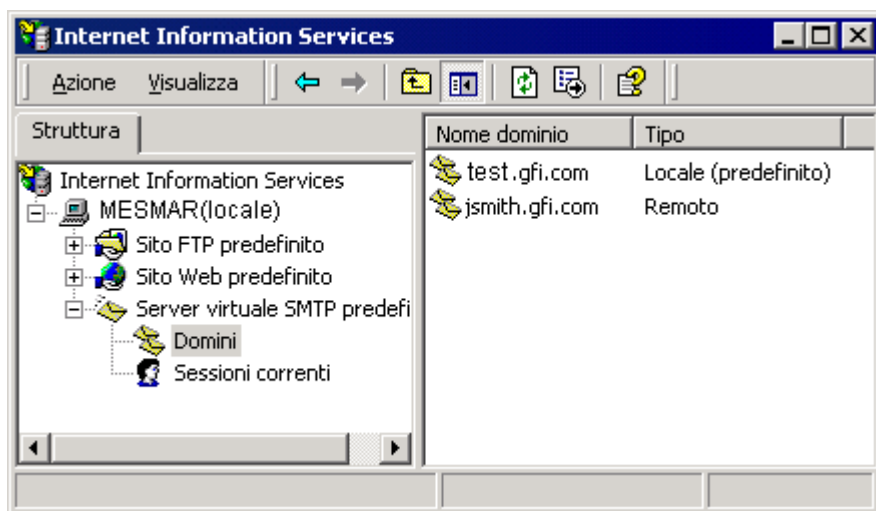 Internet Information Services
Azione Visualizza
Struttura
Nome dominio Tipo
Internet Information Services
MESMAR(locale)
Sito FTP predefinito
Sito Web predefinito
Server virtuale SMTP predefi
Domini
Sessioni correnti
test.gfi.com Locale (predefinito)
jsmith.gfi.com Remoto